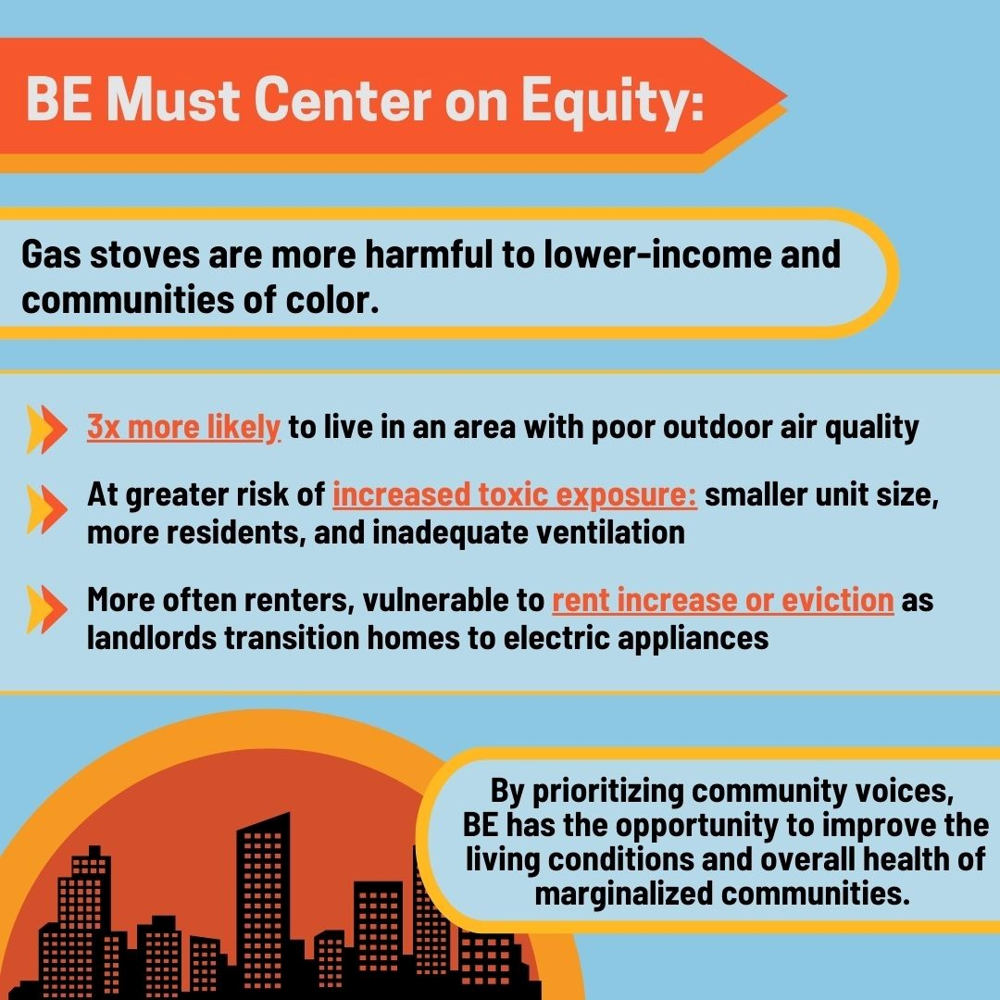 BE Must Center on Equity:
Gas stoves are more harmful to lower-income and
communities of color.
3x more likely to live in an area with poor outdoor air quality
At greater risk of increased toxic exposure: smaller unit size,
more residents, and inadequate ventilation
More often renters, vulnerable to rent increase or eviction as
landlords transition homes to electric appliances
By prioritizing community voices,
BE has the opportunity to improve the
living conditions and overall health of
marginalized communities.